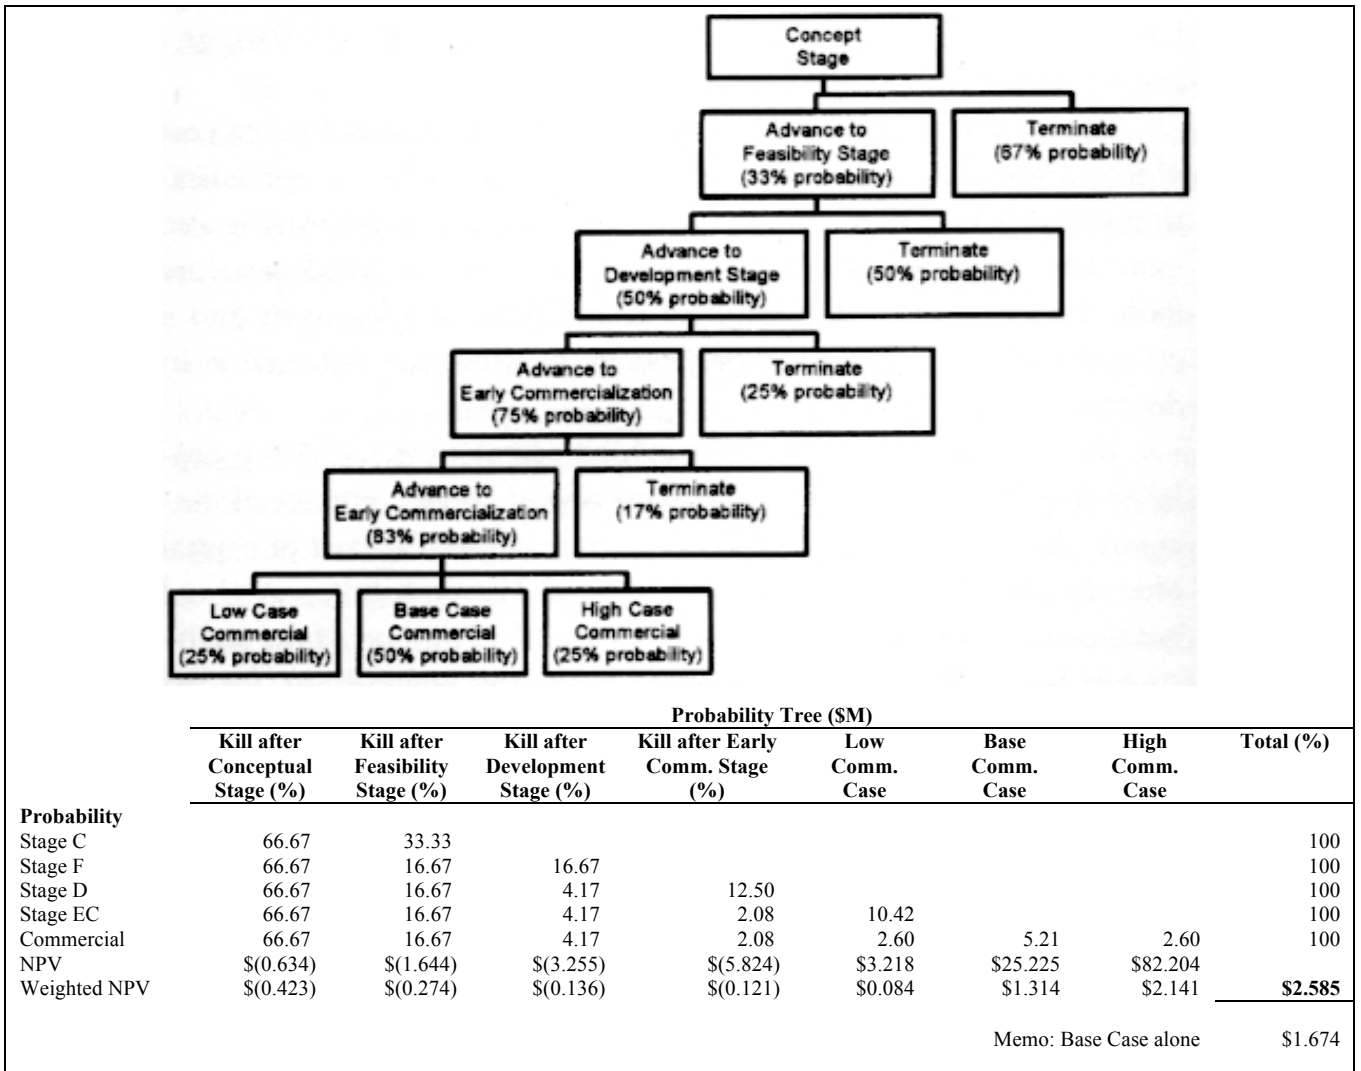 Concept
Stage
Advance to
Feasibility Stage
(33% probability)
Terminate
(67% probability)
Advance to
Development Stage
(50% probability)
Terminate
(50% probability)
Advance to
Early Commercialization
(75% probability)
Terminate
(25% probability)
Advance to
Early Commercialization
(83% probability)
Terminate
(17% probability)
Low Case
Commercial
(25% probability)
Base Case
Commercial
(50% probability)
High Case
Commercial
(25% probability)
Probability Tree ($M)
Kill after Kill after Kill after Kill after Early Low Base High Total (%)
Conceptual Feasibility Development Comm. Stage Comm. Comm. Comm.
Stage (%) Stage (%) Stage (%) (%) Case Case Case
Probability
Stage C 66.67 33.33 100
Stage F 66.67 16.67 16.67 100
Stage D 66.67 16.67 4.17 12.50 100
Stage EC 66.67 16.67 4.17 2.08 10.42 100
Commercial 66.67 16.67 4.17 2.08 2.60 5.21 2.60 100
NPV $(0.634) $(1.644) $(3.255) $(5.824) $3.218 $25.225 $82.204
Weighted NPV $(0.423) $(0.274) $(0.136) $(0.121) $0.084 $1.314 $2.141 $2.585
Memo: Base Case alone $1.674